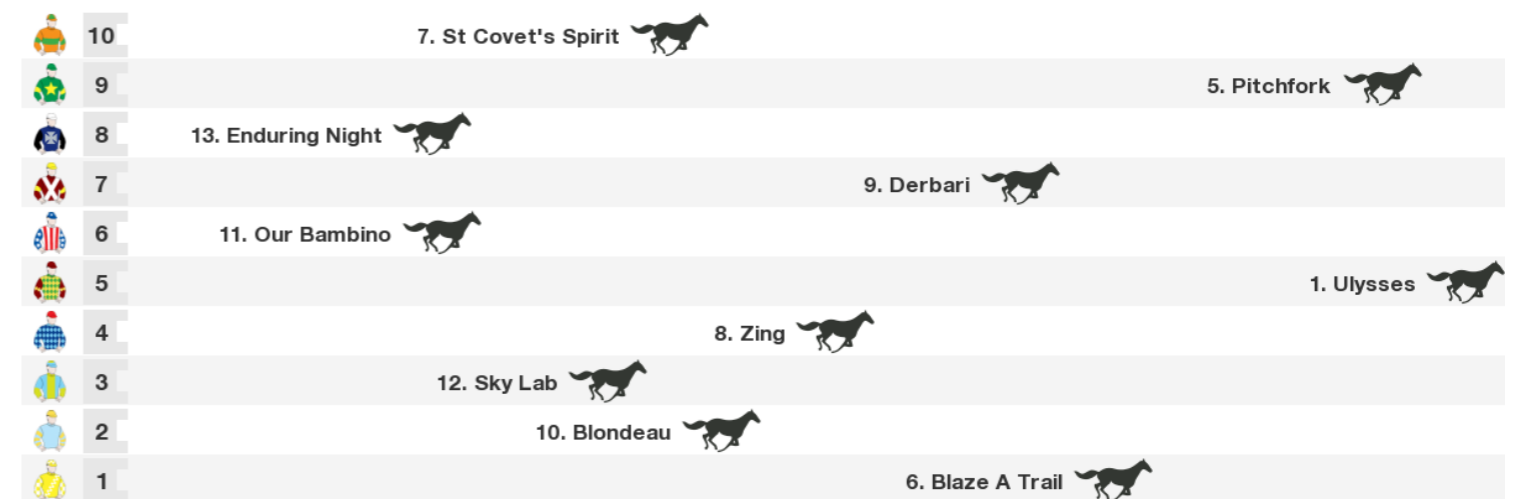 10 7. St Covet's Spirit
9 5. Pitchfork
8 13. Enduring Night
7 9. Derbari
6 11. Our Bambino
5 1. Ulysses
4 8. Zing
3 12. Sky Lab
2 10. Blondeau
1 6. Blaze A Trail